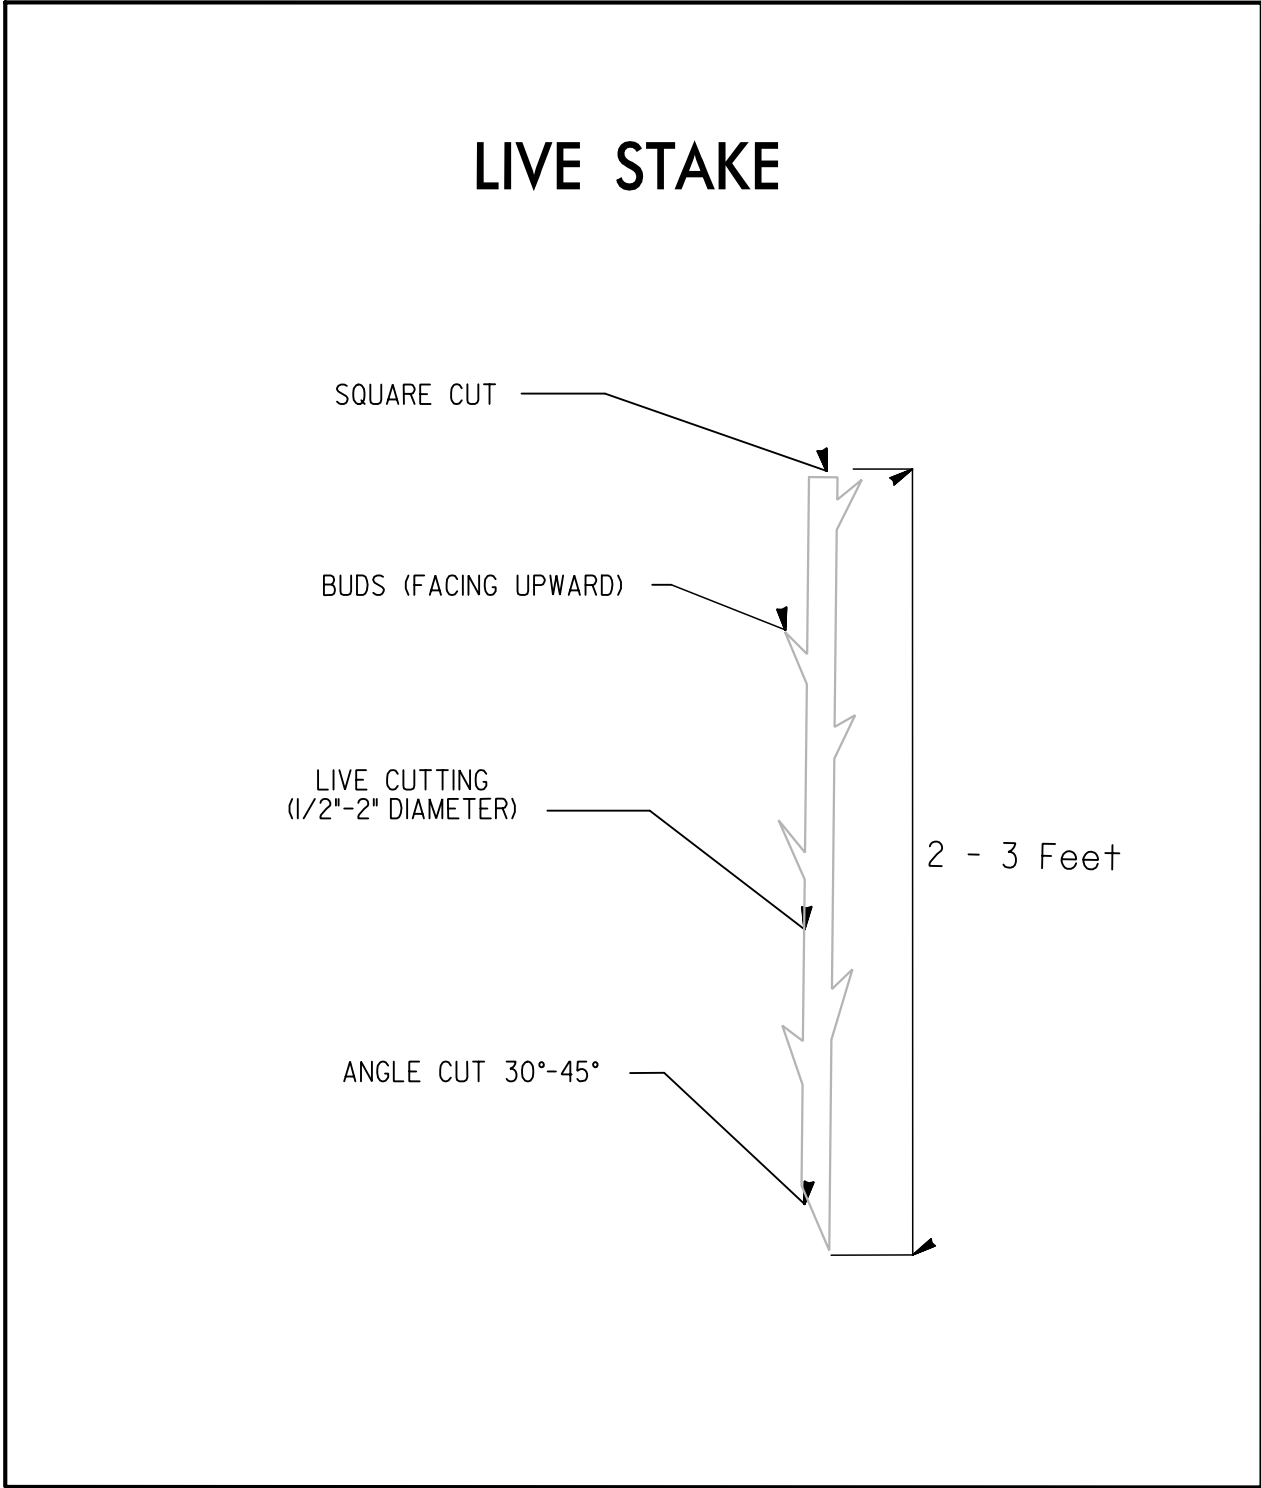 LIVE STAKE
SQUARE CUT
BUDS (FACING UPWARD)
LIVE CUTTING
(1/2"-2" DIAMETER)
2 - 3 Feet
ANGLE CUT 30°-45°